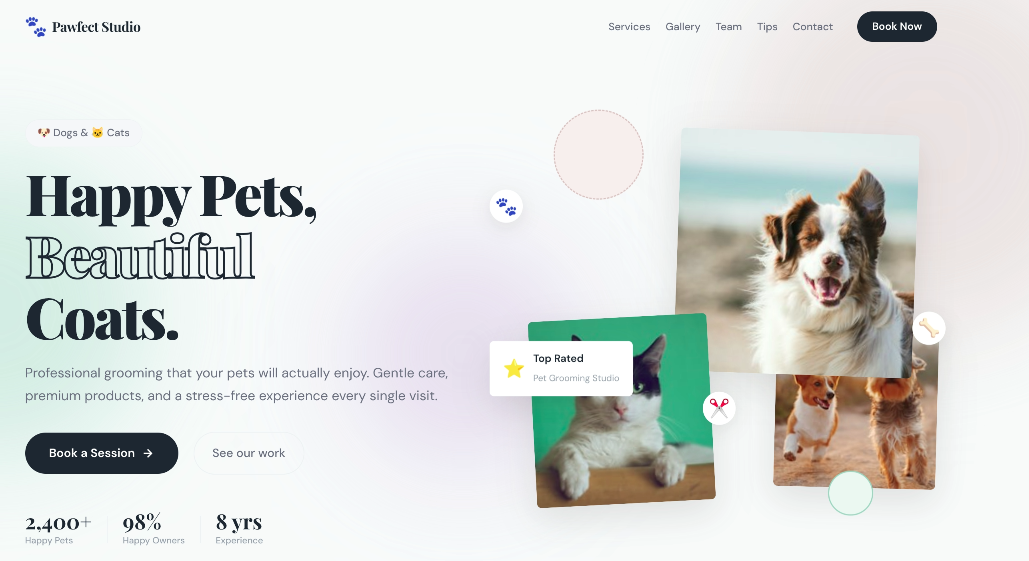 Pawfect Studio
Services Gallery Team Tips Contact Book Now
Dogs & Cats
Happy Pets,
Beautiful
Coats.
Professional grooming that your pets will actually enjoy. Gentle care,
premium products, and a stress-free experience every single visit.
Book a Session →
See our work
2,400+ 98% 8 yrs
Happy Pets Happy Owners Experience
Top Rated
Pet Grooming Studio